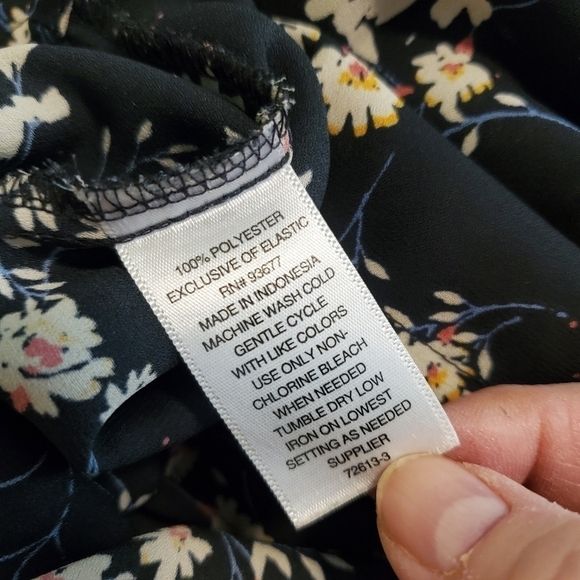 100% POLYESTER
EXCLUSIVE OF ELASTIC
RN# 93677
MADE IN INDONESIA
MACHINE WASH COLD
GENTLE CYCLE
WITH LIKE COLORS
USE ONLY NON-
CHLORINE BLEACH
WHEN NEEDED
TUMBLE DRY LOW
IRON ON LOWEST
SETTING AS NEEDED
SUPPLIER
72613-3